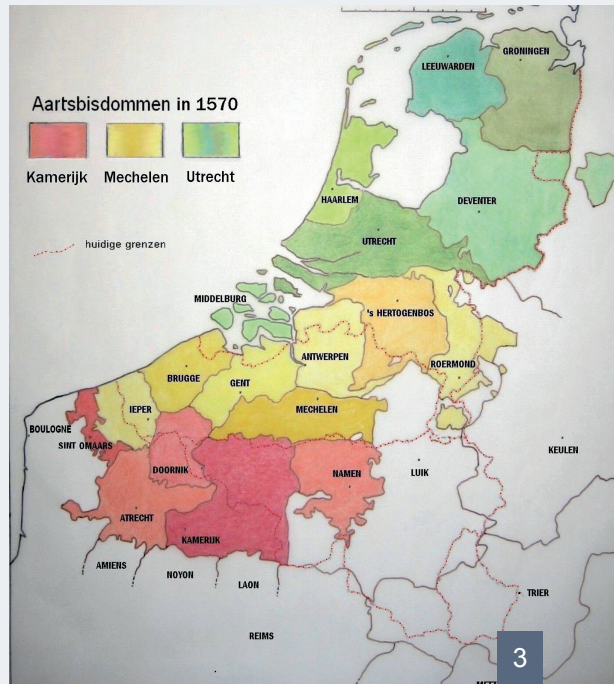 Aartsbisdommen in 1570
Kamerijk Mechelen Utrecht
huidige grenzen
LEEUWARDEN
GRONINGEN
HAARLEM
DEVENTER
UTRECHT
MIDDELBURG
's HERTOGENBOS
ANTWERPEN
ROERMOND
BRUGGE
GENT
IEPER
MECHELEN
BOULOGNE
SINT OMAARS
DOORNIK
NAMEN
LUIK
KEULEN
ATRECHT
KAMERIJK
AMIENS
NOYON
LAON
TRIER
REIMS
3